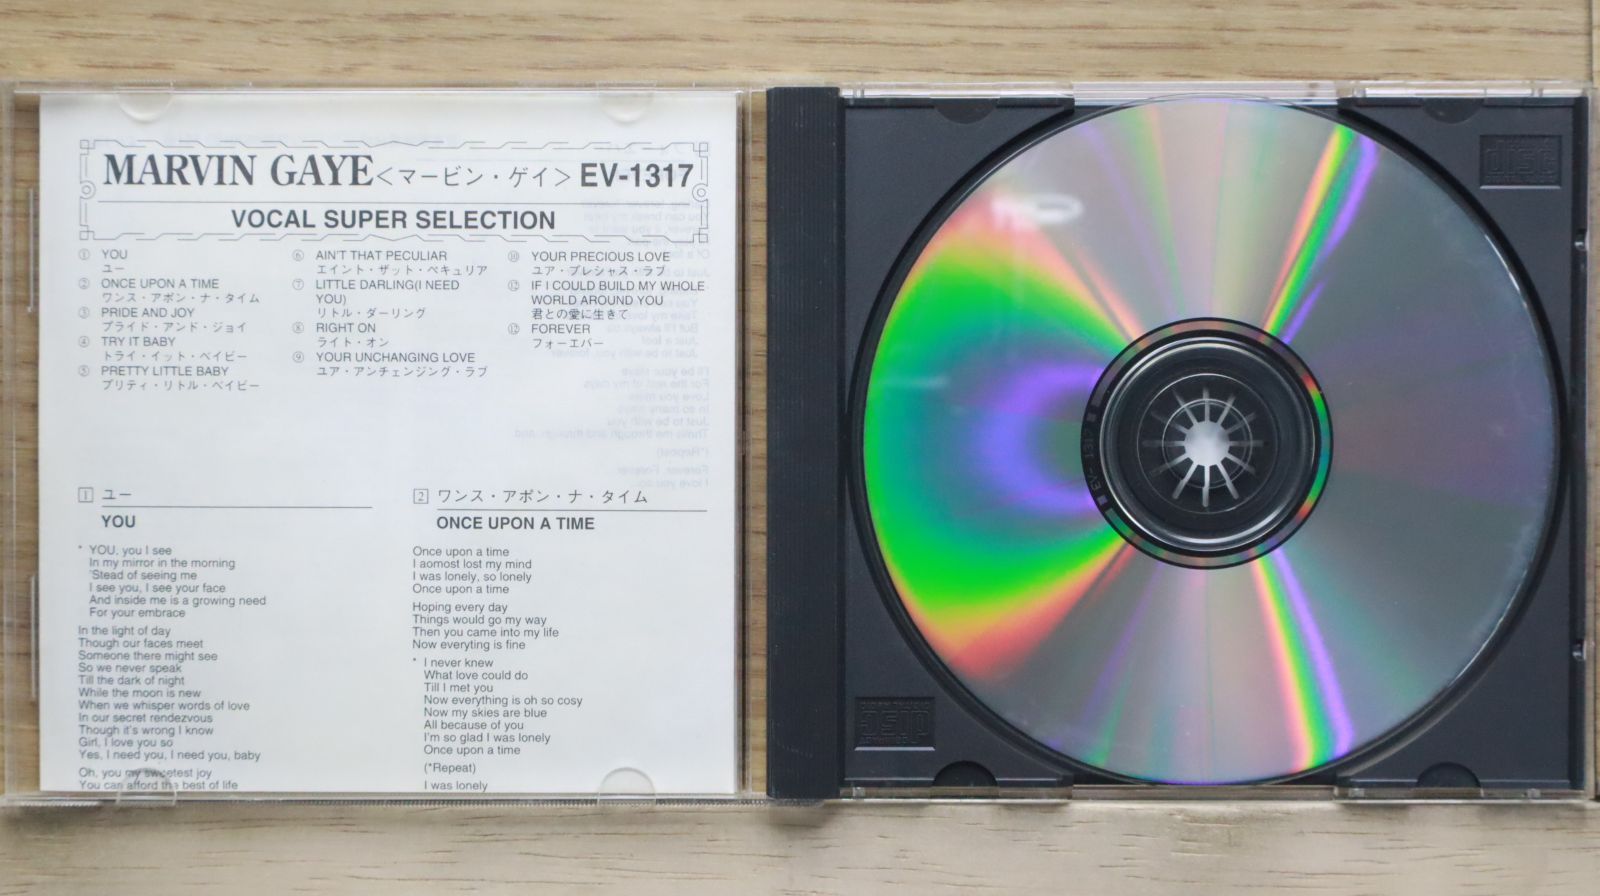 MARVIN GAYE<マービン・ゲイ> EV-1317
VOCAL SUPER SELECTION
① YOU
ユー
② ONCE UPON A TIME
ワンス・アポン・ナ・タイム
③ PRIDE AND JOY
プライド・アンド・ジョイ
④ TRY IT BABY
トライ・イット・ベイビー
⑤ PRETTY LITTLE BABY
プリティ・リトル・ベイビー
⑥ AIN'T THAT PECULIAR
エイント・ザット・ペキュリア
⑦ LITTLE DARLING(I NEED
YOU)
リトル・ダーリング
⑧ RIGHT ON
ライト・オン
⑨ YOUR UNCHANGING LOVE
ユア・アンチェンジング・ラブ
⑩ YOUR PRECIOUS LOVE
ユア・プレシャス・ラブ
⑫ IF I COULD BUILD MY WHOLE
WORLD AROUND YOU
君との愛に生きて
⑫ FOREVER
フォーエバー
1 ユー
YOU
* YOU, you I see
In my mirror in the morning
'Stead of seeing me
I see you, I see your face
And inside me is a growing need
For your embrace
In the light of day
Though our faces meet
Someone there might see
So we never speak
Till the dark of night
While the moon is new
When we whisper words of love
In our secret rendezvous
Though it's wrong I know
Girl, I love you so
Yes, I need you, I need you, baby
Oh, you my sweetest joy
You can afford the best of life
2 ワンス・アポン・ナ・タイム
ONCE UPON A TIME
Once upon a time
I aomost lost my mind
I was lonely, so lonely
Once upon a time
Hoping every day
Things would go my way
Then you came into my life
Now everyting is fine
* I never knew
What love could do
Till I met you
Now everything is oh so cosy
Now my skies are blue
All because of you
I'm so glad I was lonely
Once upon a time
(*Repeat)
I was lonely
EV- 1317
disc
disc